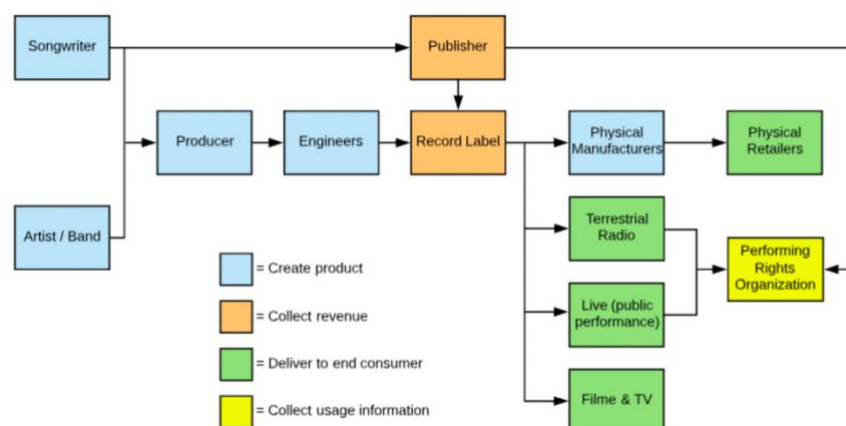 Songwriter
Publisher
Producer
Engineers
Record Label
Physical
Manufacturers
Physical
Retailers
Artist / Band
Terrestrial
Radio
Performing
Rights
Organization
= Create product
Live (public
performance)
= Collect revenue
= Deliver to end consumer
Filme & TV
= Collect usage information